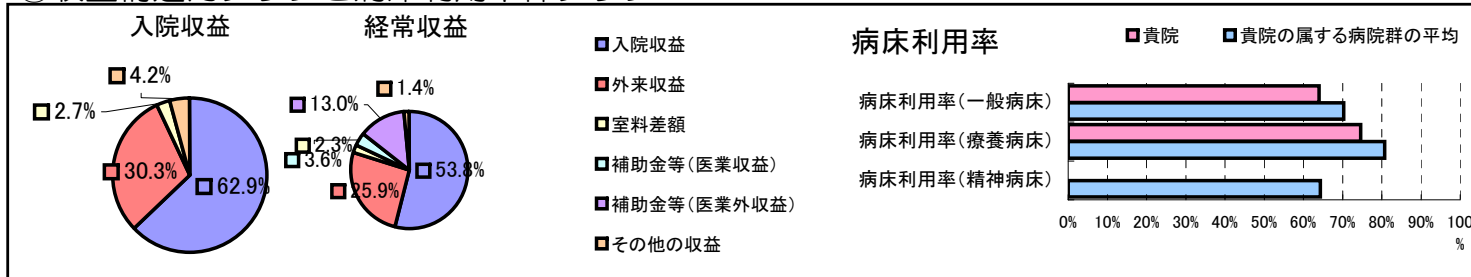 入院収益
4.2%
2.7%
30.3%
62.9%
経常収益
1.4%
13.0%
2.3%
3.6%
25.9%
53.8%
入院収益
外来収益
室料差額
補助金等(医業収益)
補助金等(医業外収益)
その他の収益
病床利用率
貴院
貴院の属する病院群の平均
病床利用率(一般病床)
病床利用率(療養病床)
病床利用率(精神病床)
0% 10% 20% 30% 40% 50% 60% 70% 80% 90% 100
%